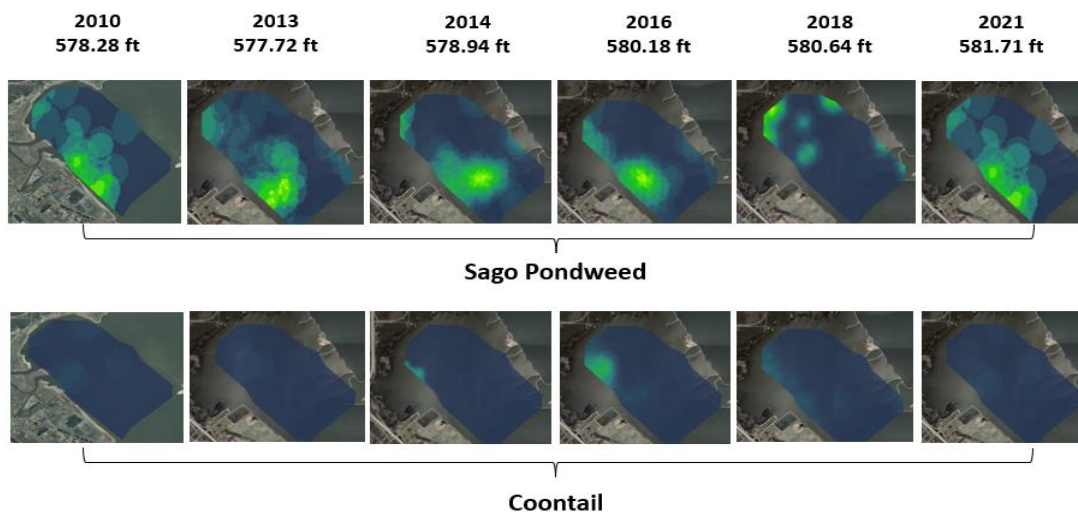 2010 2013 2014 2016 2018 2021
578.28 ft 577.72 ft 578.94 ft 580.18 ft 580.64 ft 581.71 ft
Sago Pondweed
Coontail